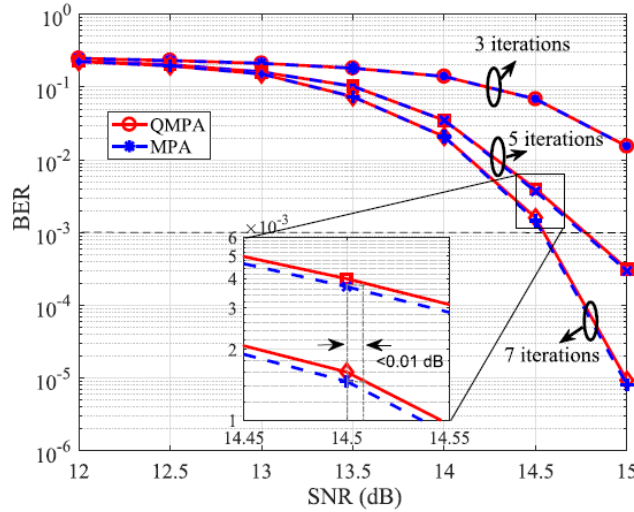 BER
10^0
10^-1
10^-2
10^-3
10^-4
10^-5
10^-6
QMPA
MPA
3 iterations
5 iterations
7 iterations
× 10^-3
6
5
4
3
2
1
<0.01 dB
14.45 14.5 14.55
12 12.5 13 13.5 14 14.5 15
SNR (dB)